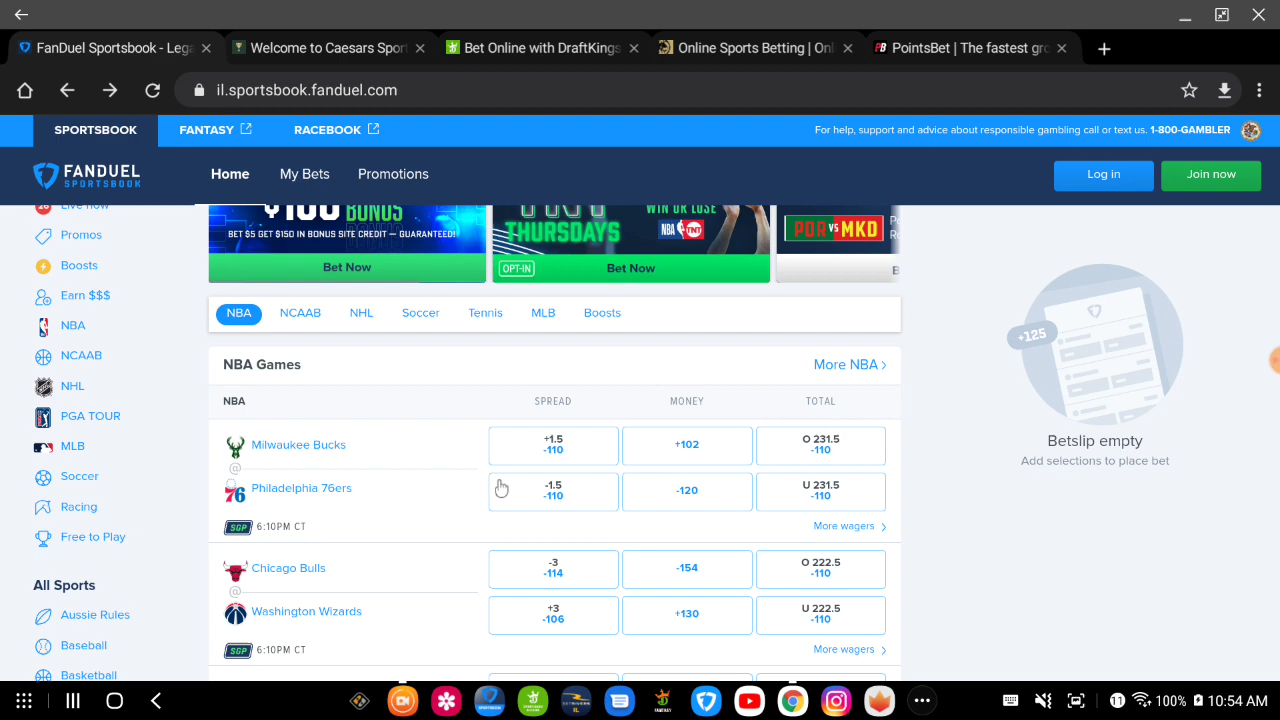 FanDuel Sportsbook - Lega
Welcome to Caesars Sport
Bet Online with DraftKings
Online Sports Betting | Onl
PointsBet | The fastest gro
il.sportsbook.fanduel.com
SPORTSBOOK
FANTASY
RACEBOOK
For help, support and advice about responsible gambling call or text us. 1-800-GAMBLER
FANDUEL
SPORTSBOOK
Home
My Bets
Promotions
Log in
Join now
Live now
Promos
Boosts
Earn $$$
NBA
NCAAB
NHL
PGA TOUR
MLB
Soccer
Racing
Free to Play
All Sports
Aussie Rules
Baseball
Basketball
BONUS
BET $5 GET $150 IN BONUS SITE CREDIT — GUARANTEED!
Bet Now
TNT
THURSDAYS
WIN OR LOSE
NBA TNT
OPT-IN
Bet Now
POR vs MKD
NBA
NCAAB
NHL
Soccer
Tennis
MLB
Boosts
NBA Games
More NBA >
NBA
SPREAD
MONEY
TOTAL
Milwaukee Bucks
+1.5
-110
+102
O 231.5
-110
@
Philadelphia 76ers
-1.5
-110
-120
U 231.5
-110
SGP 6:10PM CT
More wagers >
Chicago Bulls
-3
-114
-154
O 222.5
-110
@
Washington Wizards
+3
-106
+130
U 222.5
-110
SGP 6:10PM CT
More wagers >
+125
Betslip empty
Add selections to place bet
11
100%
10:54 AM